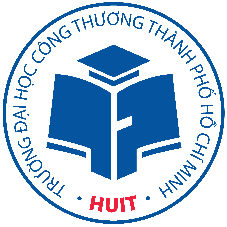 TRƯỜNG ĐẠI HỌC CÔNG THƯƠNG THÀNH PHỐ HỒ CHÍ MINH
HUIT